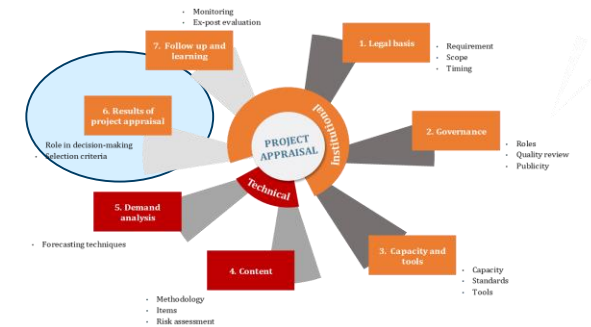 PROJECT
APPRAISAL
Institutional
Technical
1. Legal basis
· Requirement
· Scope
· Timing
2. Governance
· Roles
· Quality review
· Publicity
3. Capacity and
tools
· Capacity
· Standards
· Tools
4. Content
· Methodology
· Items
· Risk assessment
5. Demand
analysis
· Forecasting techniques
6. Results of
project appraisal
Role in decision-making
· Selection criteria
7. Follow up and
learning
· Monitoring
· Ex-post evaluation